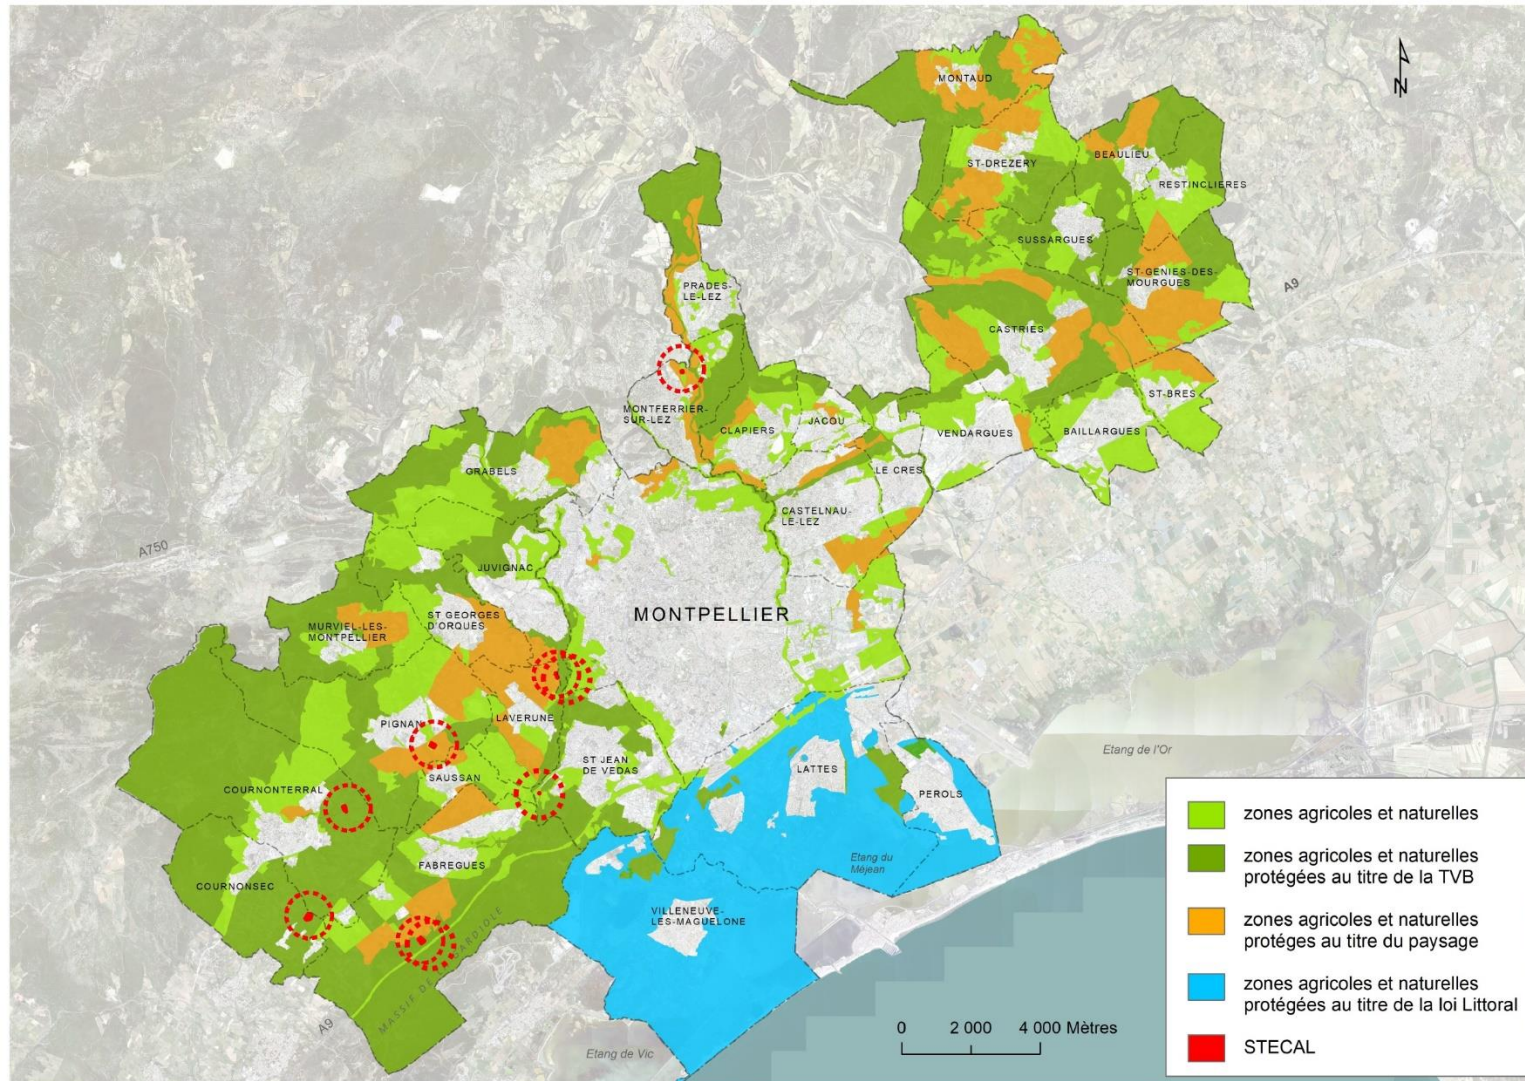 MONTAUD
N
ST-DREZERY
BEAULIEU
RESTINCLIERES
SUSSARGUES
ST-GENIES-DES-
MOURGUES
A9
PRADES-
LE-LEZ
CASTRIES
ST-BRES
MONTFERRIER-
SUR-LEZ
CLAPIERS
JACOU
VENDARGUES
BAILLARGUES
GRABELS
LE CRES
CASTELNAU-
LE-LEZ
A750
JUVIGNAC
MONTPELLIER
ST GEORGES
D'ORQUES
MURVIEL-LES-
MONTPELLIER
PIGNAN
LAVERUNE
ST JEAN
DE VEDAS
SAUSSAN
Etang de l'Or
LATTES
PEROLS
COURNONTERRAL
FABREGUES
Etang du
Méjean
COURNONSEC
VILLENEUVE-
LES-MAGUELONE
MASSIF DE LA GARDIOLE
A9
Etang de Vic
0 2 000 4 000 Mètres
zones agricoles et naturelles
zones agricoles et naturelles
protégées au titre de la TVB
zones agricoles et naturelles
protéges au titre du paysage
zones agricoles et naturelles
protégées au titre de la loi Littoral
STECAL